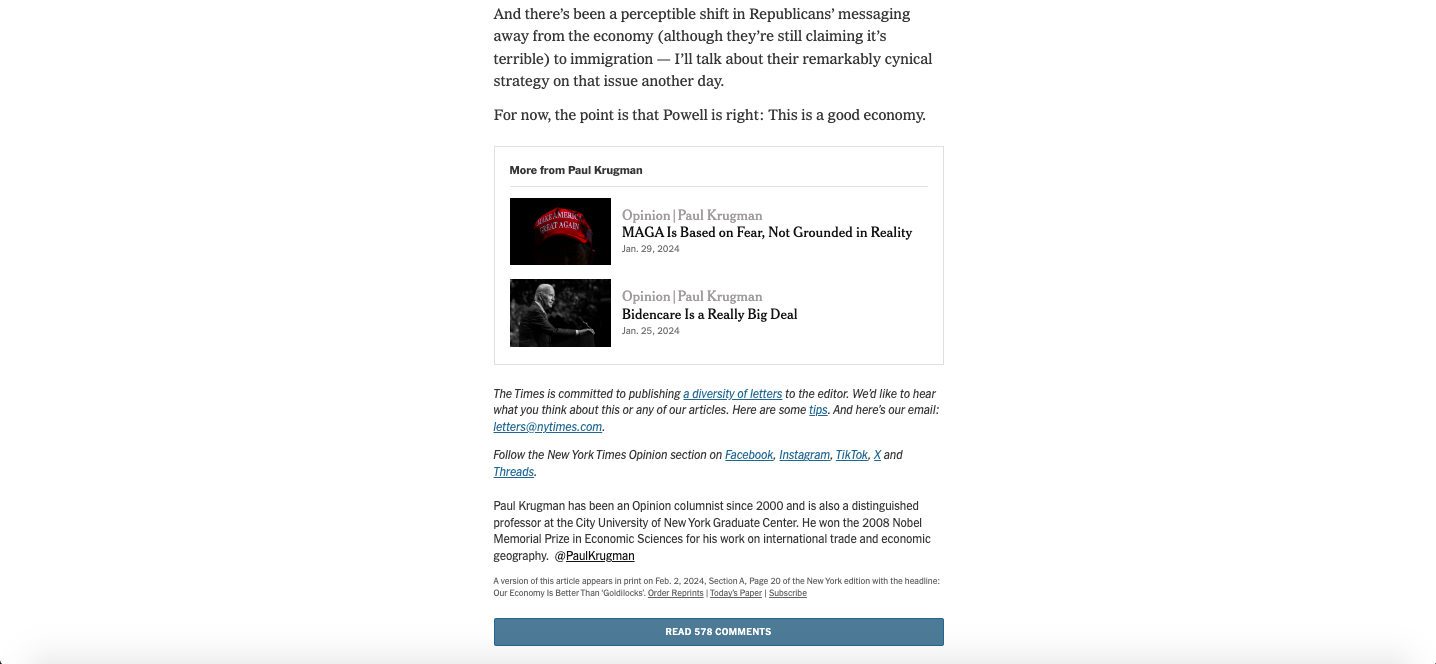 And there’s been a perceptible shift in Republicans’ messaging
away from the economy (although they’re still claiming it’s
terrible) to immigration — I’ll talk about their remarkably cynical
strategy on that issue another day.
For now, the point is that Powell is right: This is a good economy.
More from Paul Krugman
MAKE AMERICA
GREAT AGAIN
Opinion | Paul Krugman
MAGA Is Based on Fear, Not Grounded in Reality
Jan. 29, 2024
Opinion | Paul Krugman
Bidencare Is a Really Big Deal
Jan. 25, 2024
The Times is committed to publishing a diversity of letters to the editor. We’d like to hear
what you think about this or any of our articles. Here are some tips. And here’s our email:
letters@nytimes.com.
Follow the New York Times Opinion section on Facebook, Instagram, TikTok, X and
Threads.
Paul Krugman has been an Opinion columnist since 2000 and is also a distinguished
professor at the City University of New York Graduate Center. He won the 2008 Nobel
Memorial Prize in Economic Sciences for his work on international trade and economic
geography. @PaulKrugman
A version of this article appears in print on Feb. 2, 2024, Section A, Page 20 of the New York edition with the headline:
Our Economy Is Better Than ‘Goldilocks’. Order Reprints | Today’s Paper | Subscribe
READ 578 COMMENTS